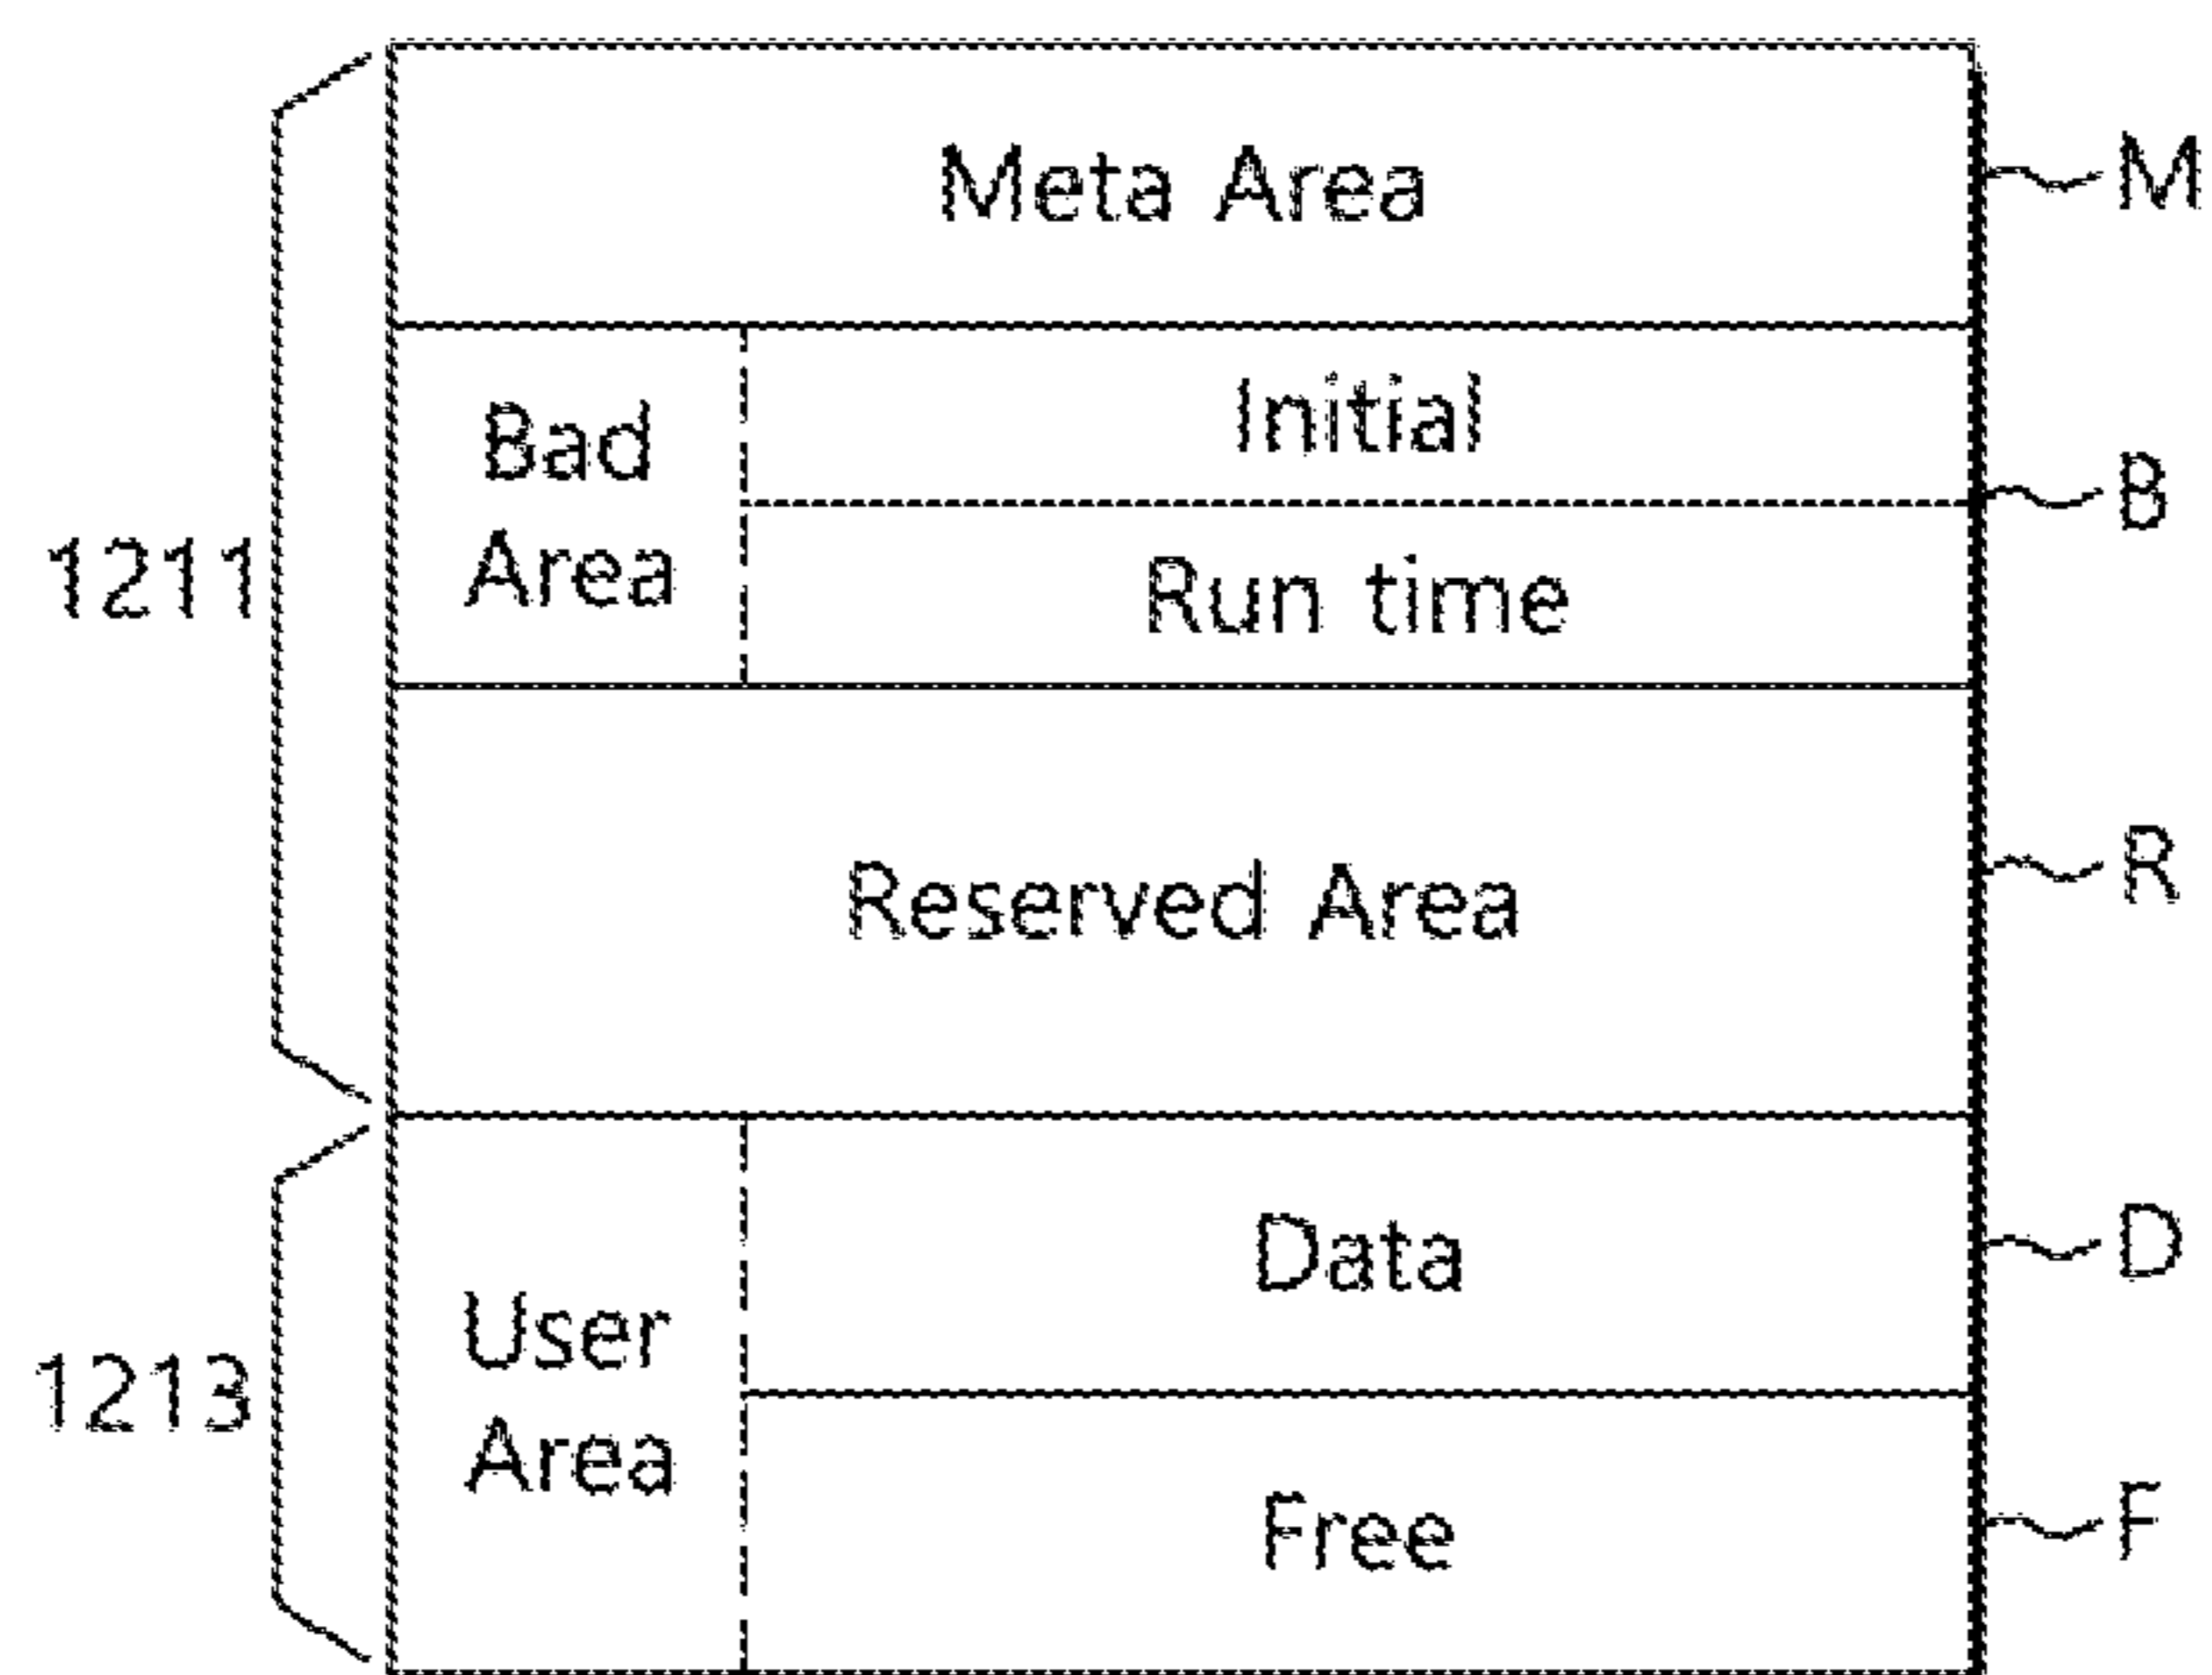 Meta Area
M
Bad
Area
Initial
B
Run time
1211
Reserved Area
R
User
Area
Data
D
1213
Free
F